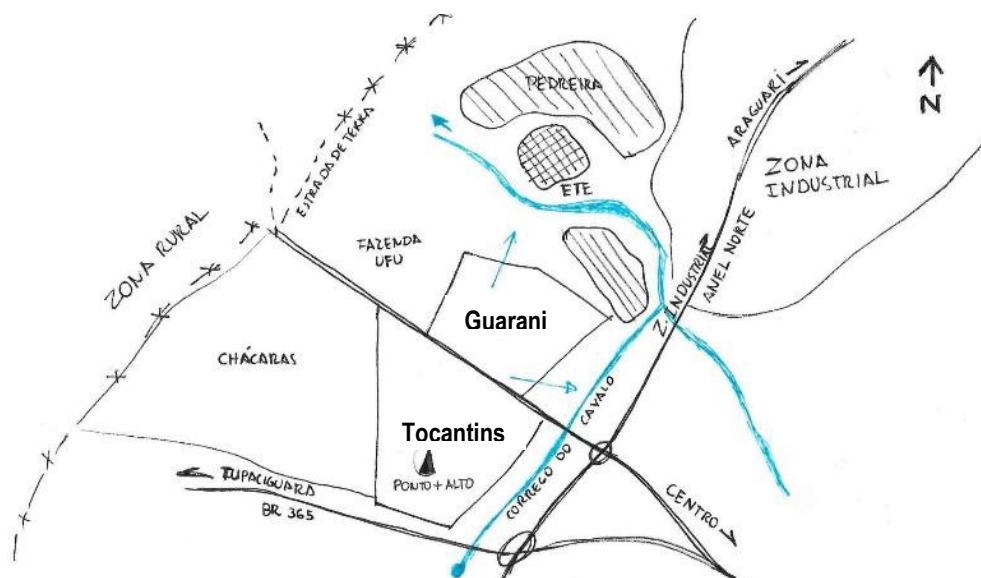 PEDREIRA
ETE
ARAGUARI
N
ZONA
INDUSTRIAL
ESTRADA DE TERRA
ZONA RURAL
FAZENDA
UFU
Z. INDUSTRIAL
ANEL NORTE
Guarani
CHÁCARAS
Tocantins
PONTO + ALTO
CORREGO DO CAVALO
TUPACIGUARA
BR 365
CENTRO